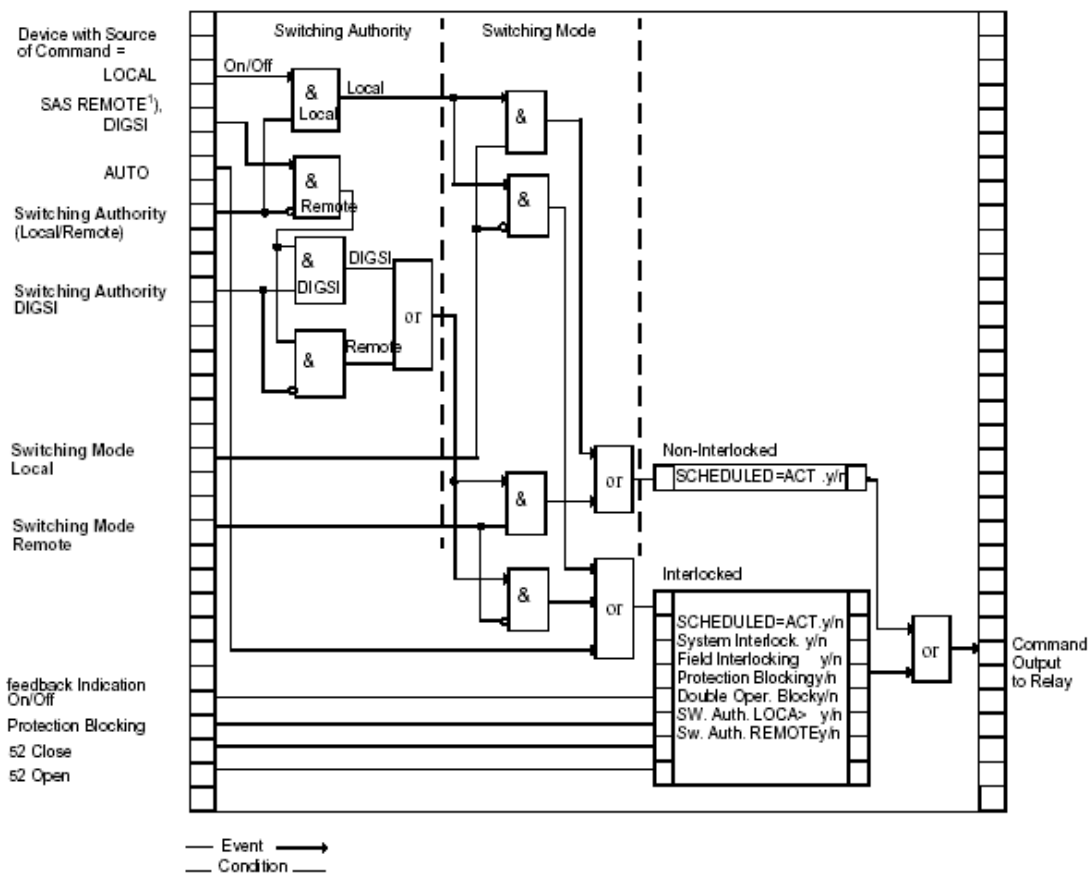 Device with Source
of Command =
LOCAL
SAS REMOTE¹),
DIGSI
AUTO
Switching Authority
(Local/Remote)
Switching Authority
DIGSI
Switching Mode
Local
Switching Mode
Remote
feedback Indication
On/Off
Protection Blocking
52 Close
52 Open
Switching Authority
Switching Mode
On/Off
&
Local
Local
&
Remote
&
DIGSI
DIGSI
&
Remote
or
&
&
&
&
or
or
Non-Interlocked
SCHEDULED=ACT .y/n
Interlocked
SCHEDULED=ACT.y/n
System Interlock. y/n
Field Interlocking y/n
Protection Blockingy/n
Double Oper. Blocky/n
SW. Auth. LOCA> y/n
Sw. Auth. REMOTEy/n
or
Command
Output
to Relay
Event
Condition